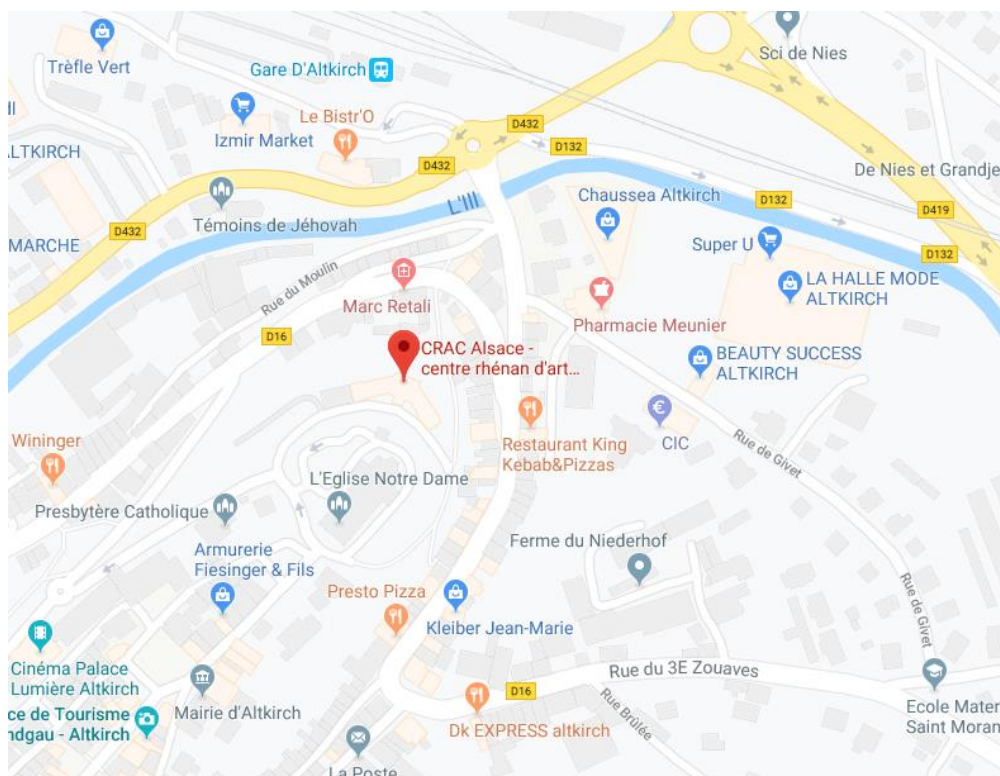 Trèfle Vert
Gare D'Altkirch
Sci de Nies
Le Bistr'O
Izmir Market
D432
D432
D132
ALTKIRCH
De Nies et Grandje
L'Ill
Chaussea Altkirch
D132
D419
Témoins de Jéhovah
D432
MARCHE
Super U
D132
Rue du Moulin
LA HALLE MODE
ALTKIRCH
Marc Retali
Pharmacie Meunier
D16
CRAC Alsace -
centre rhénan d'art...
BEAUTY SUCCESS
ALTKIRCH
Wininger
Restaurant King
Kebab&Pizzas
CIC
Rue de Givet
L'Eglise Notre Dame
Presbytère Catholique
Armurerie
Fiesinger & Fils
Ferme du Niederhof
Presto Pizza
Rue de Givet
Kleiber Jean-Marie
Cinéma Palace
Lumière Altkirch
Rue du 3E Zouaves
D16
Rue Brûlée
Mairie d'Altkirch
ce de Tourisme
ndgau - Altkirch
Dk EXPRESS altkirch
Ecole Mater
Saint Moran
La Poste